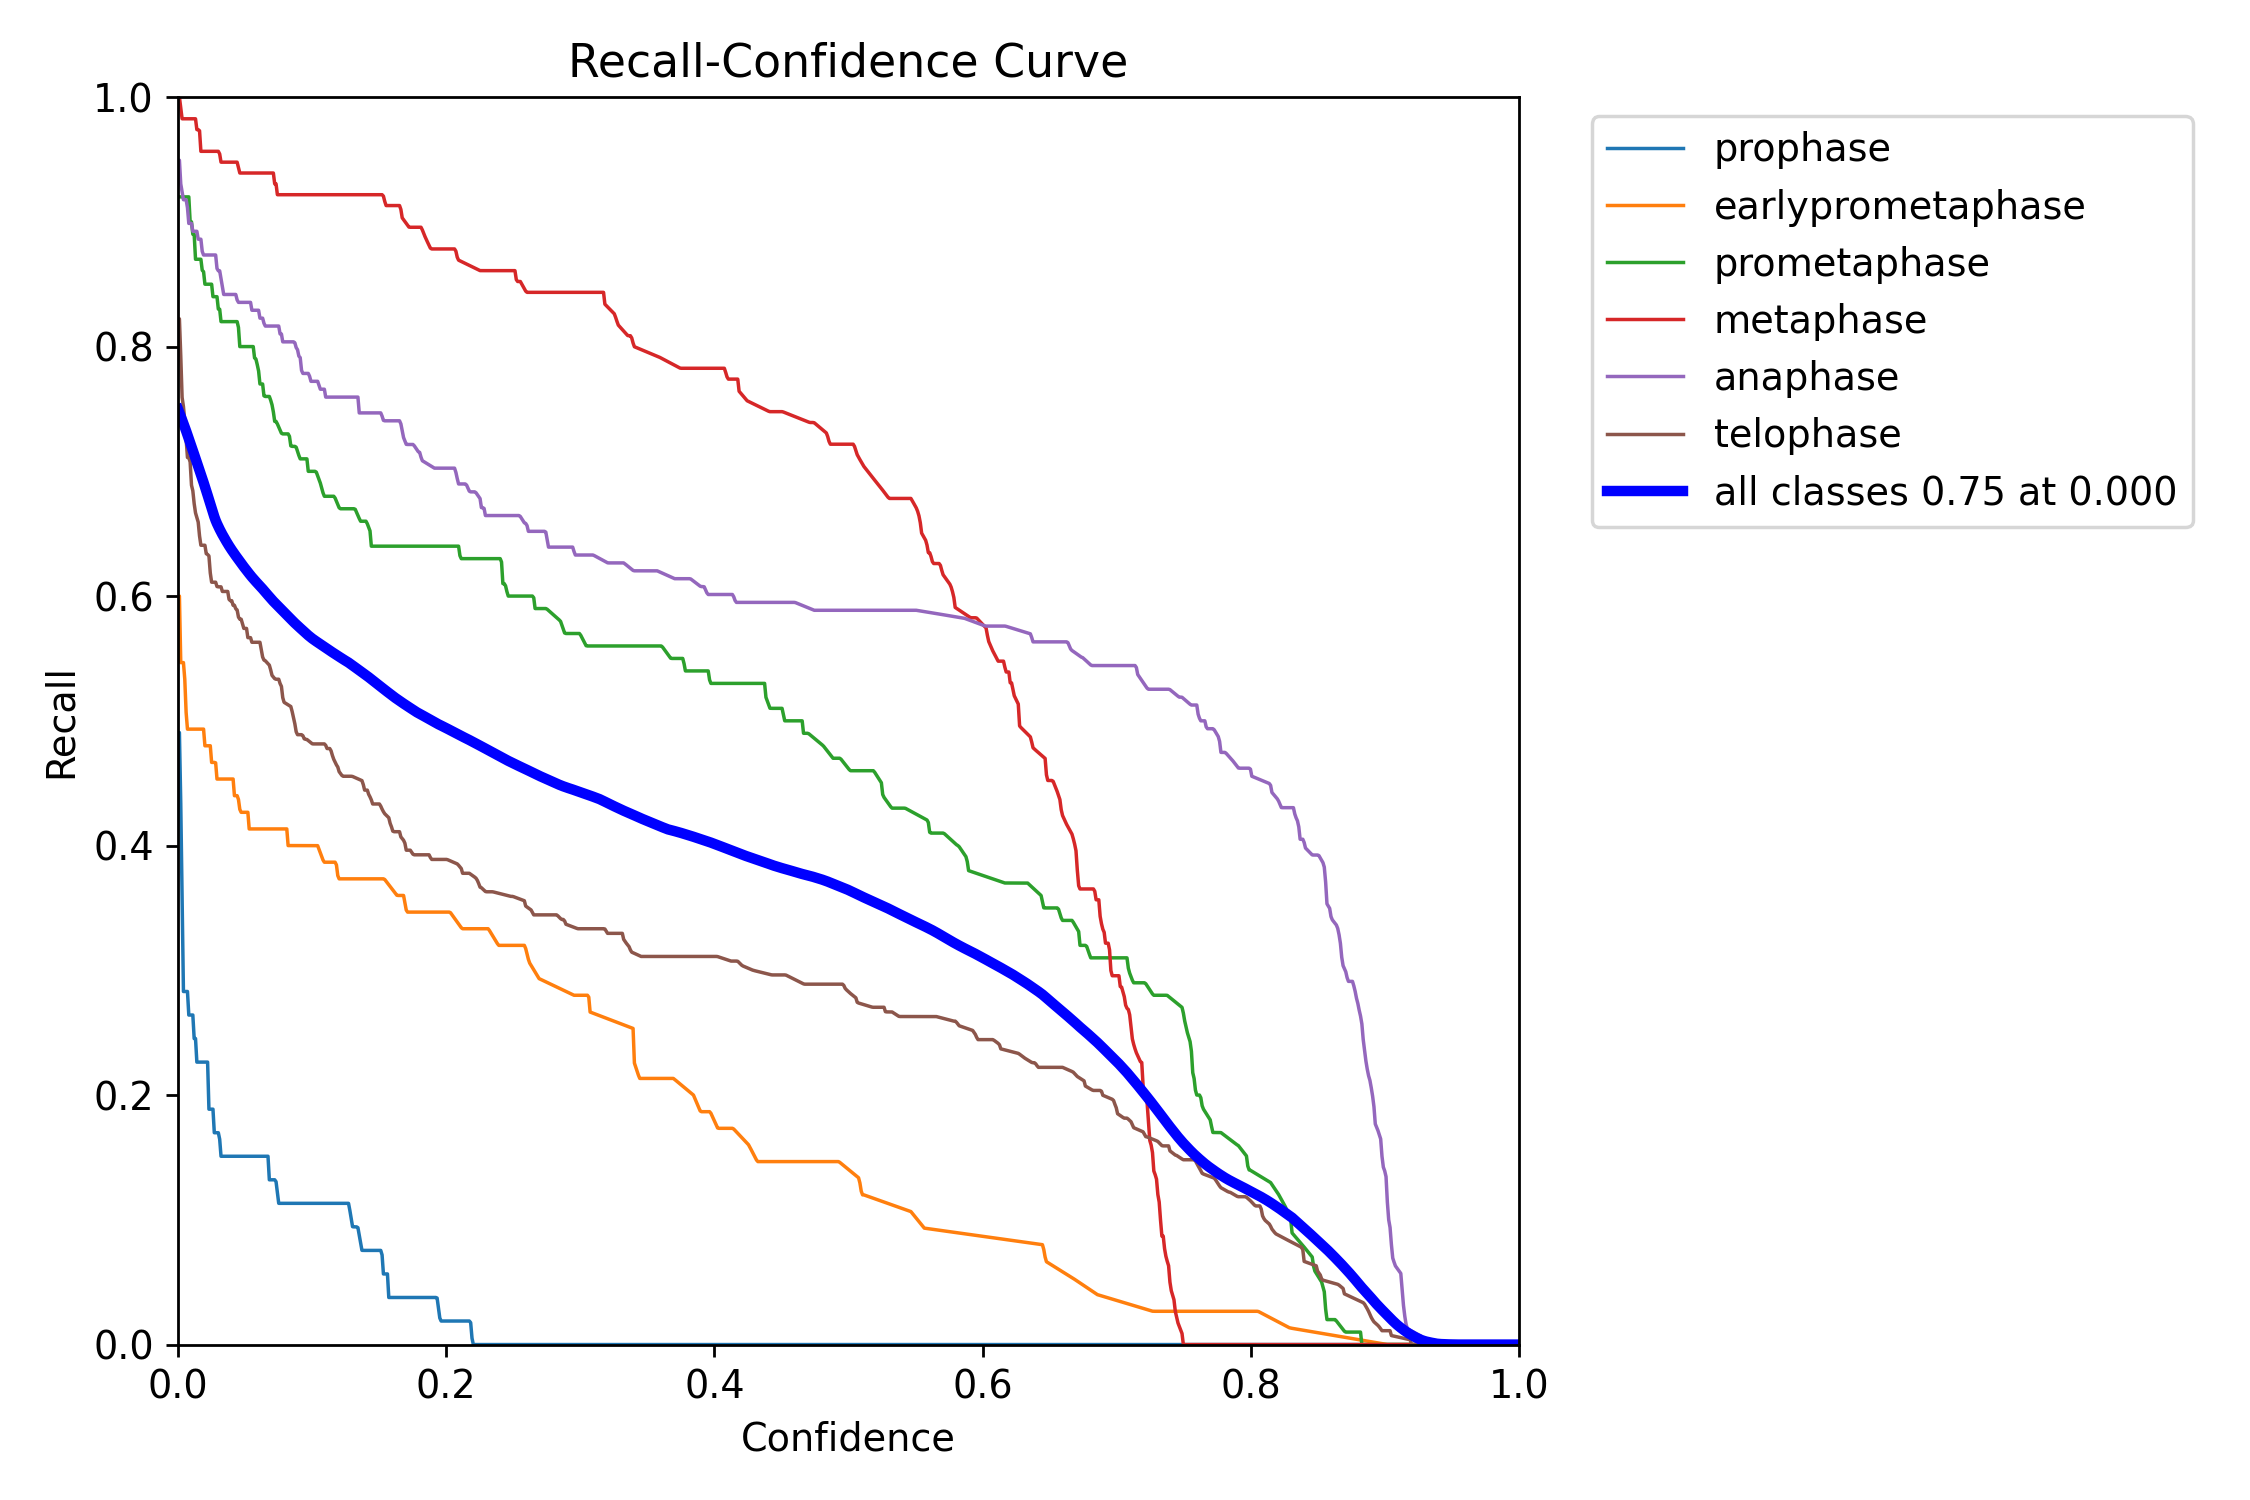 Recall-Confidence Curve
1.0
0.8
0.6
0.4
0.2
0.0
Recall
0.0 0.2 0.4 0.6 0.8 1.0
Confidence
prophase
earlyprometaphase
prometaphase
metaphase
anaphase
telophase
all classes 0.75 at 0.000